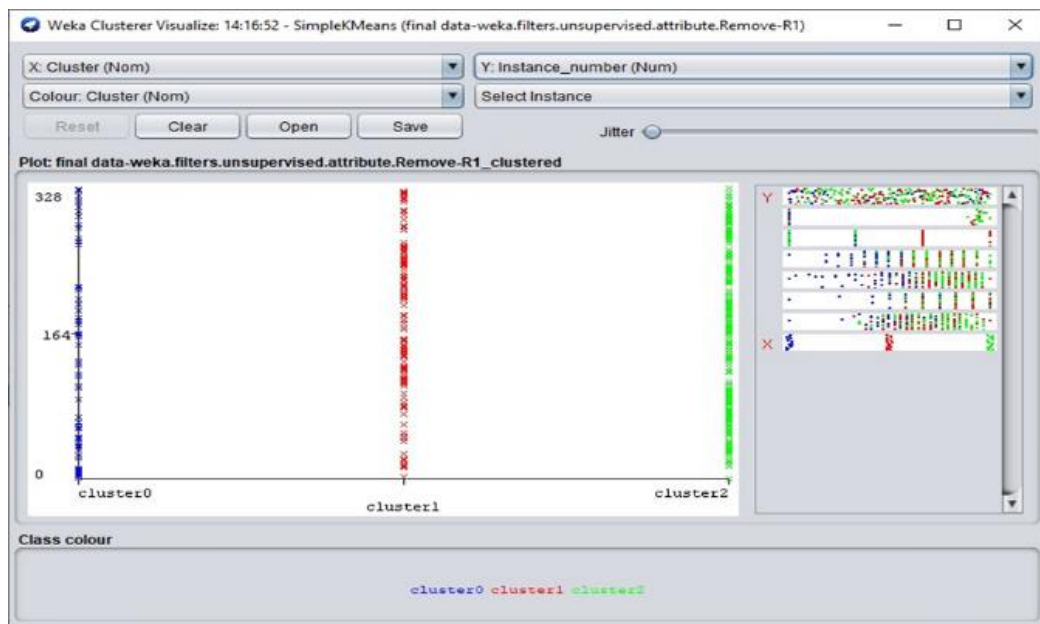 Weka Clusterer Visualize: 14:16:52 - SimpleKMeans (final data-weka.filters.unsupervised.attribute.Remove-R1)
X: Cluster (Nom)
Y: Instance_number (Num)
Colour: Cluster (Nom)
Select Instance
Reset
Clear
Open
Save
Jitter
Plot: final data-weka.filters.unsupervised.attribute.Remove-R1_clustered
328
164
0
cluster0
cluster1
cluster2
Y
X
Class colour
cluster0 cluster1 cluster2